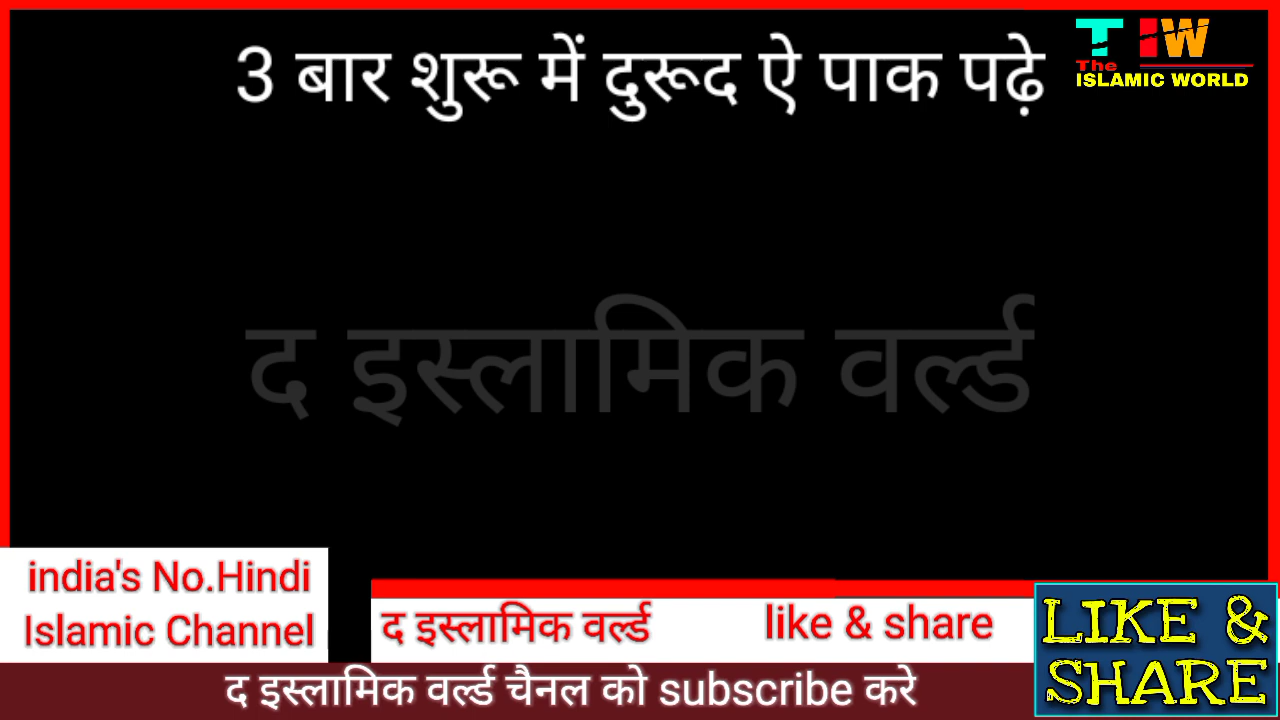 3 बार शुरू में दुरूद ऐ पाक पढ़े
TIW
The
ISLAMIC WORLD
द इस्लामिक वर्ल्ड
india's No.Hindi
Islamic Channel
द इस्लामिक वर्ल्ड
like & share
LIKE &
SHARE
द इस्लामिक वर्ल्ड चैनल को subscribe करे